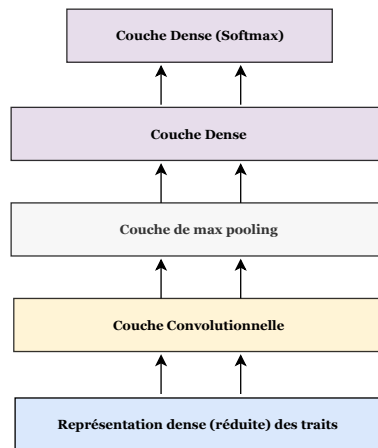 Couche Dense (Softmax)
Couche Dense
Couche de max pooling
Couche Convolutionnelle
Représentation dense (réduite) des traits